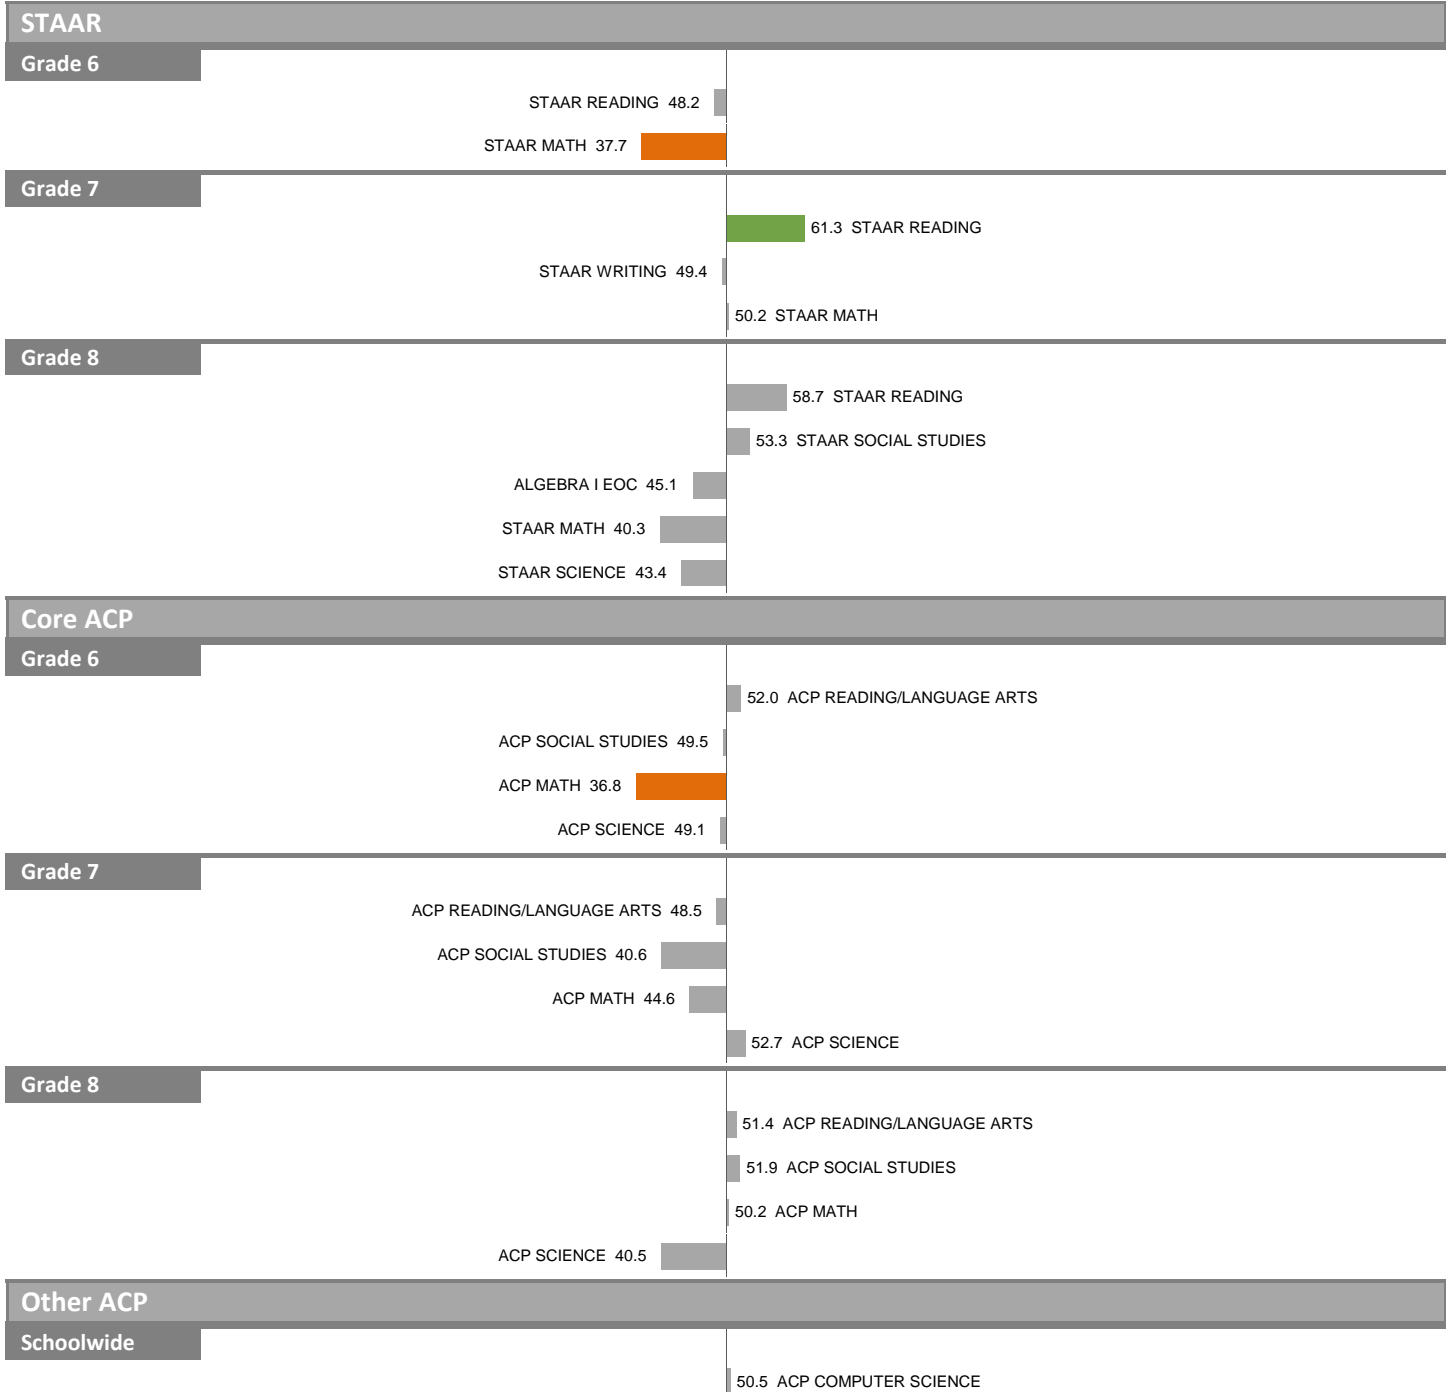 STAAR
Grade 6
STAAR READING 48.2
STAAR MATH 37.7
Grade 7
61.3 STAAR READING
STAAR WRITING 49.4
50.2 STAAR MATH
Grade 8
58.7 STAAR READING
53.3 STAAR SOCIAL STUDIES
ALGEBRA I EOC 45.1
STAAR MATH 40.3
STAAR SCIENCE 43.4
Core ACP
Grade 6
52.0 ACP READING/LANGUAGE ARTS
ACP SOCIAL STUDIES 49.5
ACP MATH 36.8
ACP SCIENCE 49.1
Grade 7
ACP READING/LANGUAGE ARTS 48.5
ACP SOCIAL STUDIES 40.6
ACP MATH 44.6
52.7 ACP SCIENCE
Grade 8
51.4 ACP READING/LANGUAGE ARTS
51.9 ACP SOCIAL STUDIES
50.2 ACP MATH
ACP SCIENCE 40.5
Other ACP
Schoolwide
50.5 ACP COMPUTER SCIENCE